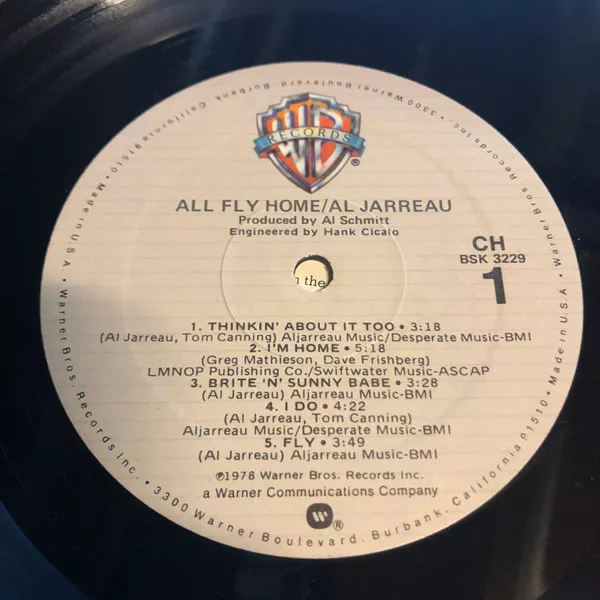 RECORDS
®
ALL FLY HOME/AL JARREAU
Produced by Al Schmitt
Engineered by Hank Cicalo
CH
BSK 3229
1
n the
1. THINKIN' ABOUT IT TOO • 3:18
(Al Jarreau, Tom Canning) Aljarreau Music/Desperate Music-BMI
2. I'M HOME • 5:18
(Greg Mathieson, Dave Frishberg)
LMNOP Publishing Co./Swiftwater Music-ASCAP
3. BRITE 'N' SUNNY BABE • 3:28
(Al Jarreau) Aljarreau Music-BMI
4. I DO • 4:22
(Al Jarreau, Tom Canning)
Aljarreau Music/Desperate Music-BMI
5. FLY • 3:49
(Al Jarreau) Aljarreau Music-BMI
℗1978 Warner Bros. Records Inc.
a Warner Communications Company
®
Warner Bros. Records Inc. • 3300 Warner Boulevard, Burbank, California 91510 • Made in U.S.A. • Warner Bros. Records Inc. • 3300 Warner Boulevard, Burbank, California 91510 • Made in U.S.A. •